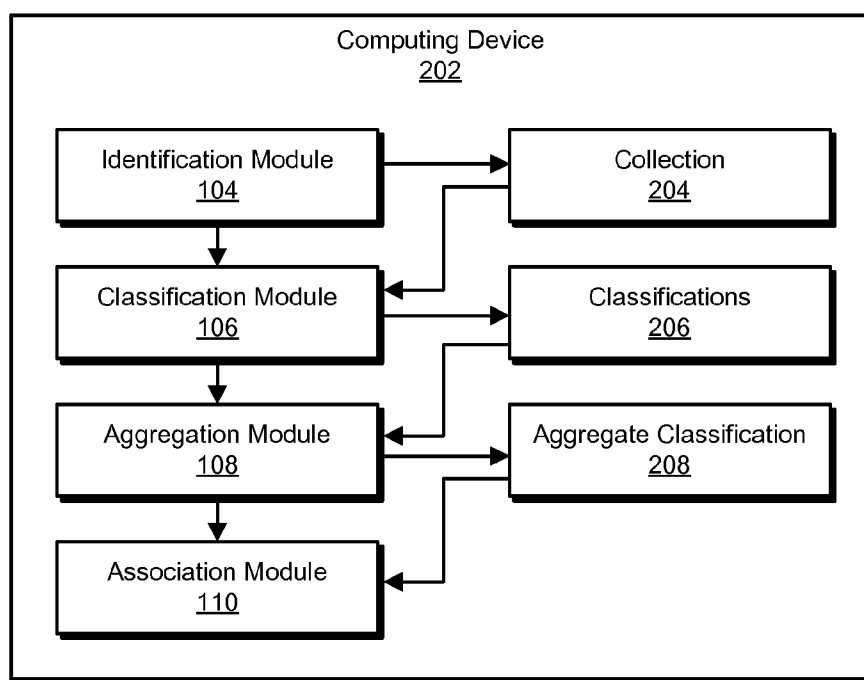 Computing Device
202
Identification Module
104
Collection
204
Classification Module
106
Classifications
206
Aggregation Module
108
Aggregate Classification
208
Association Module
110